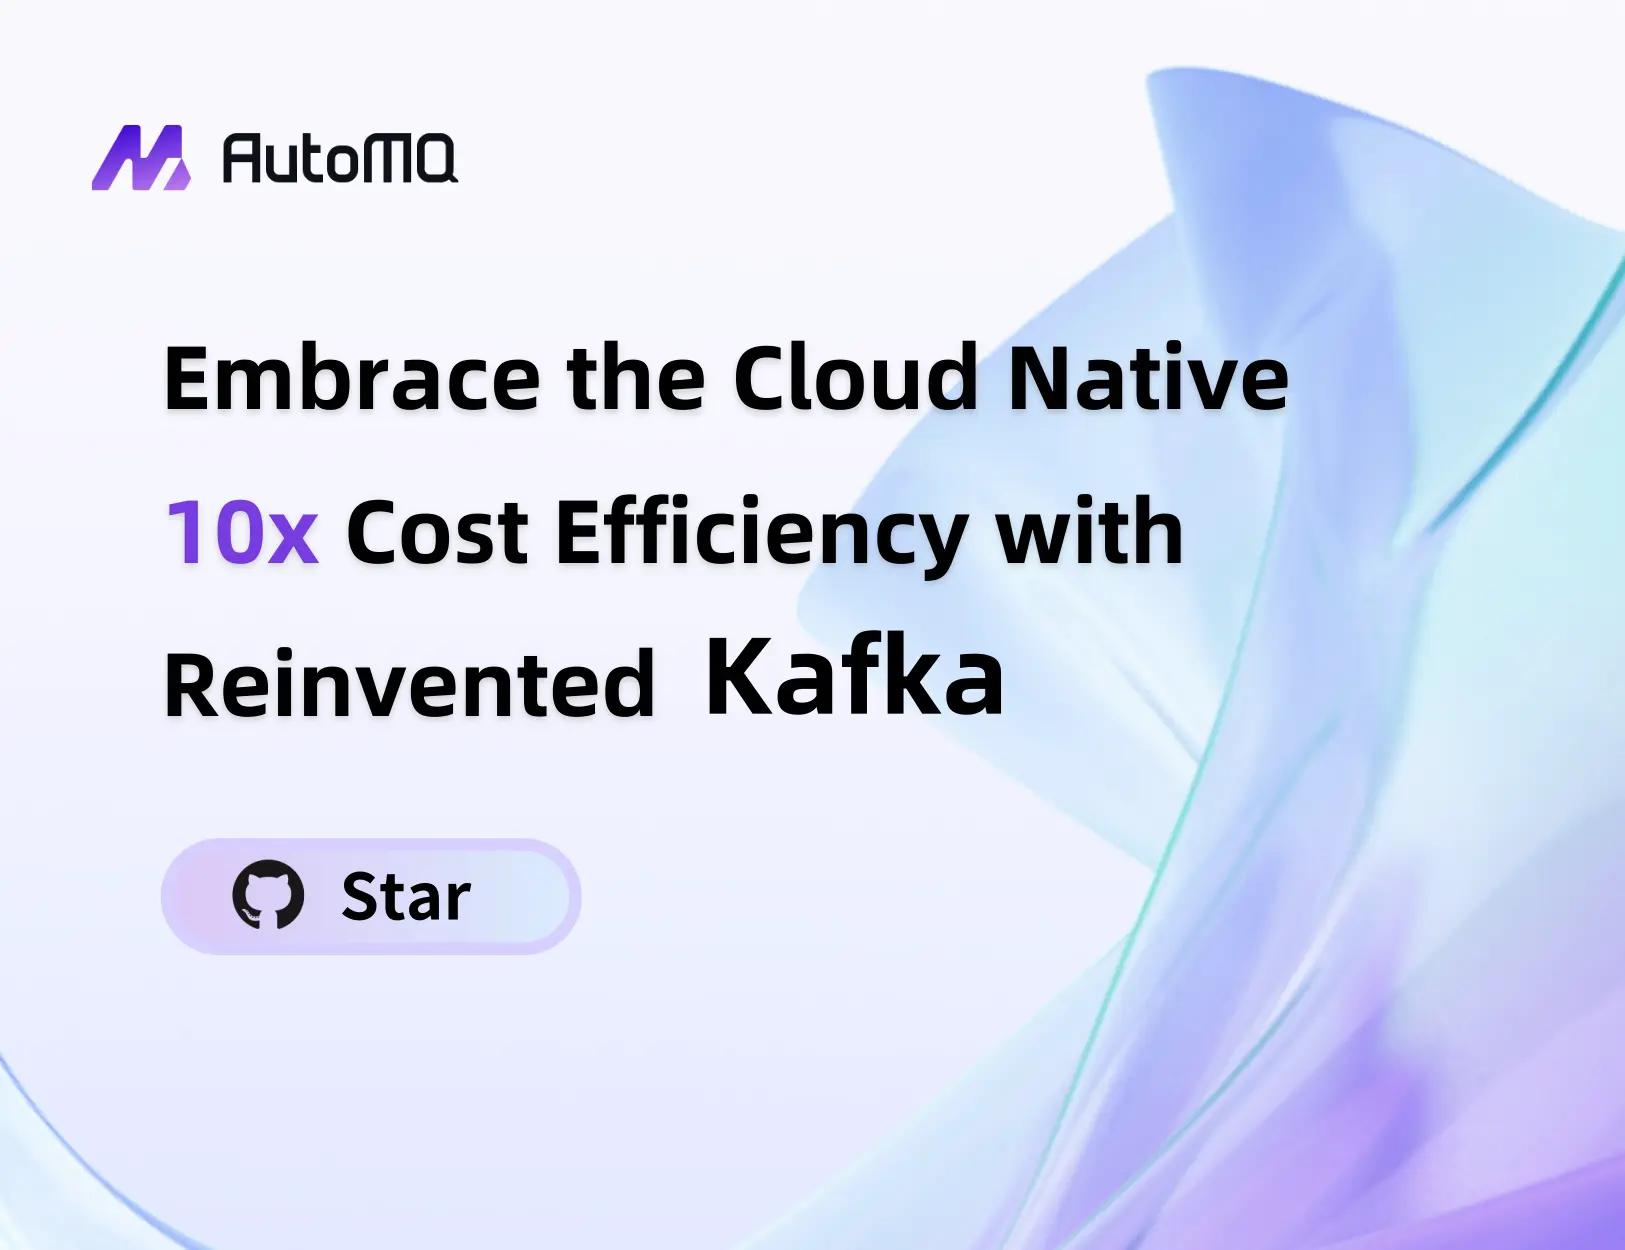 AutoMQ
Embrace the Cloud Native
10x Cost Efficiency with
Reinvented Kafka
Star